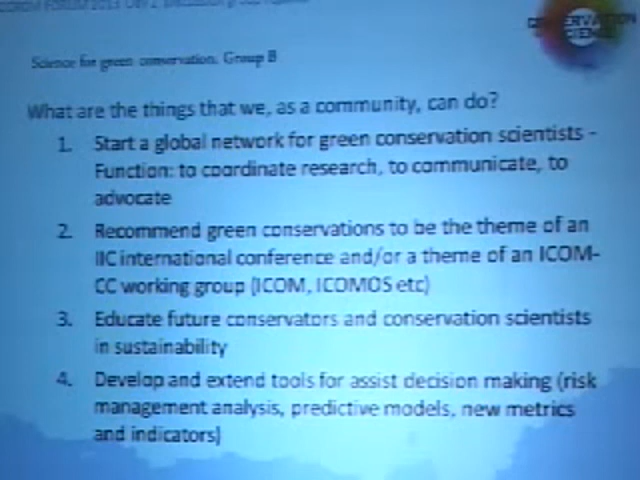 FORUM 2013
Science for green conservation. Group B
CONSERVATION
SCIENCE
What are the things that we, as a community, can do?
1. Start a global network for green conservation scientists -
Function: to coordinate research, to communicate, to
advocate
2. Recommend green conservations to be the theme of an
IIC international conference and/or a theme of an ICOM-
CC working group (ICOM, ICOMOS etc)
3. Educate future conservators and conservation scientists
in sustainability
4. Develop and extend tools for assist decision making (risk
management analysis, predictive models, new metrics
and indicators)